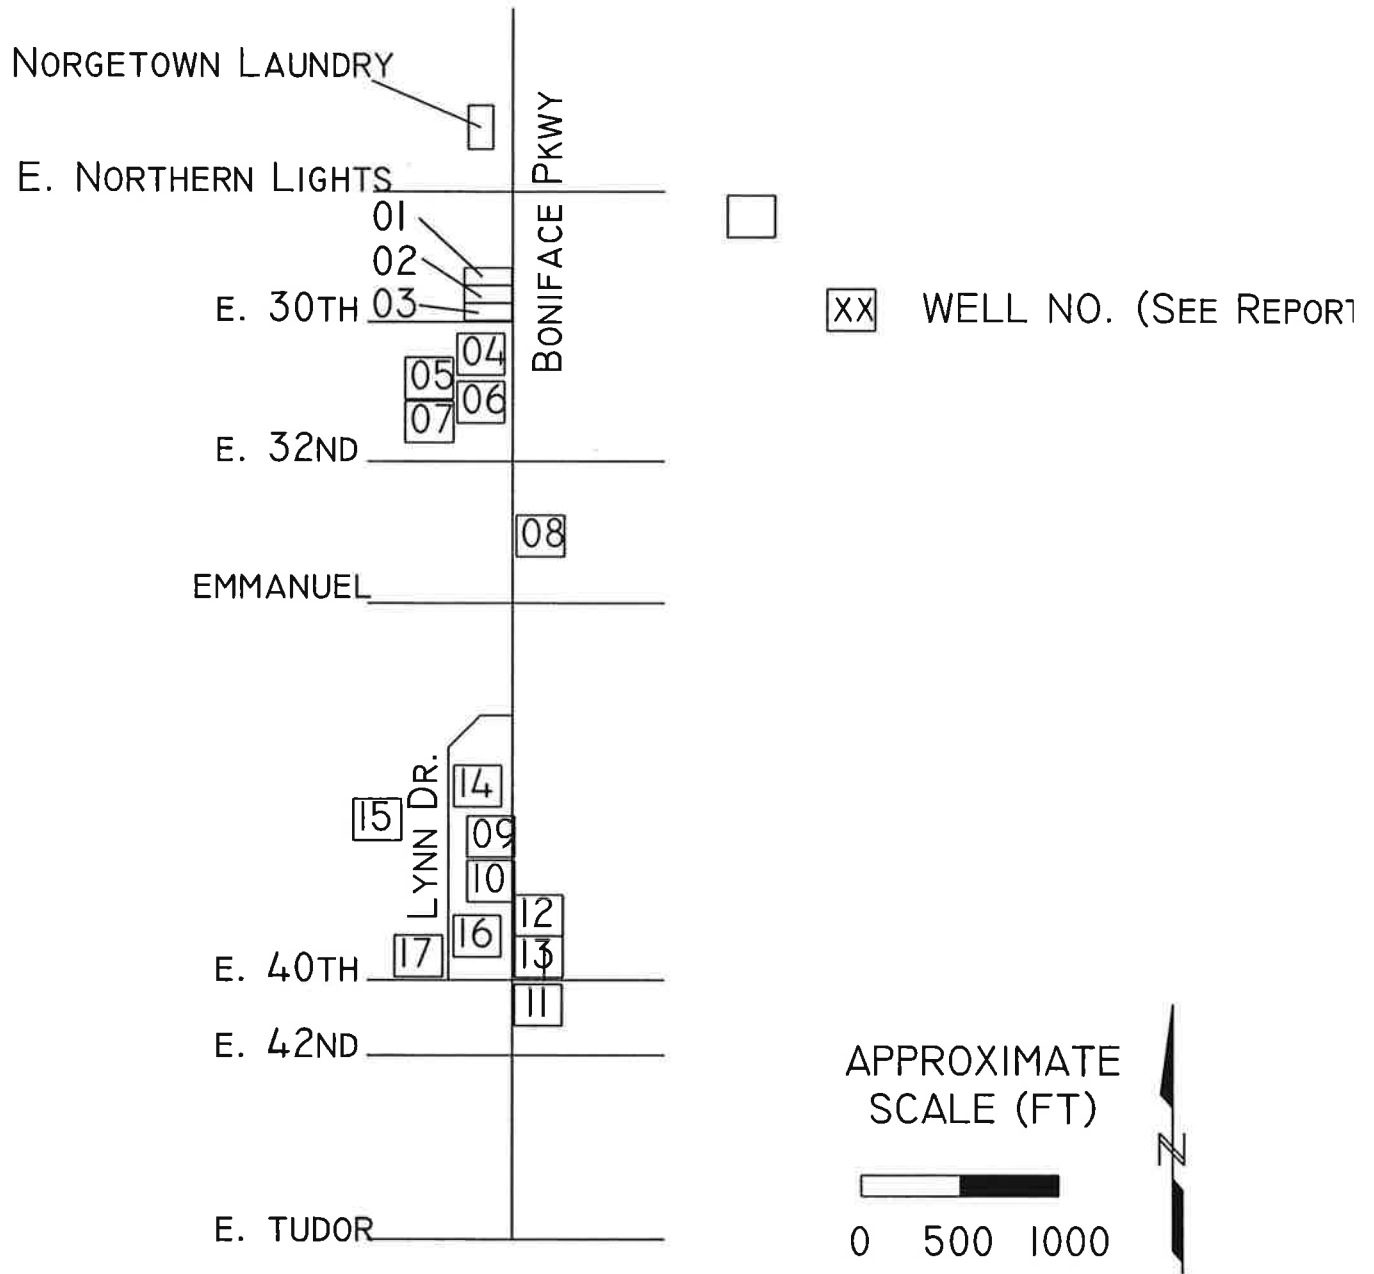 NORGETOWN LAUNDRY
BONIFACE PKWY
E. NORTHERN LIGHTS
01
02
E. 30TH 03
XX WELL NO. (SEE REPORT
04
05
06
07
E. 32ND
08
EMMANUEL
LYNN DR.
14
15
09
10
12
16
13
17
E. 40TH
11
E. 42ND
APPROXIMATE
SCALE (FT)
N
E. TUDOR
0 500 1000